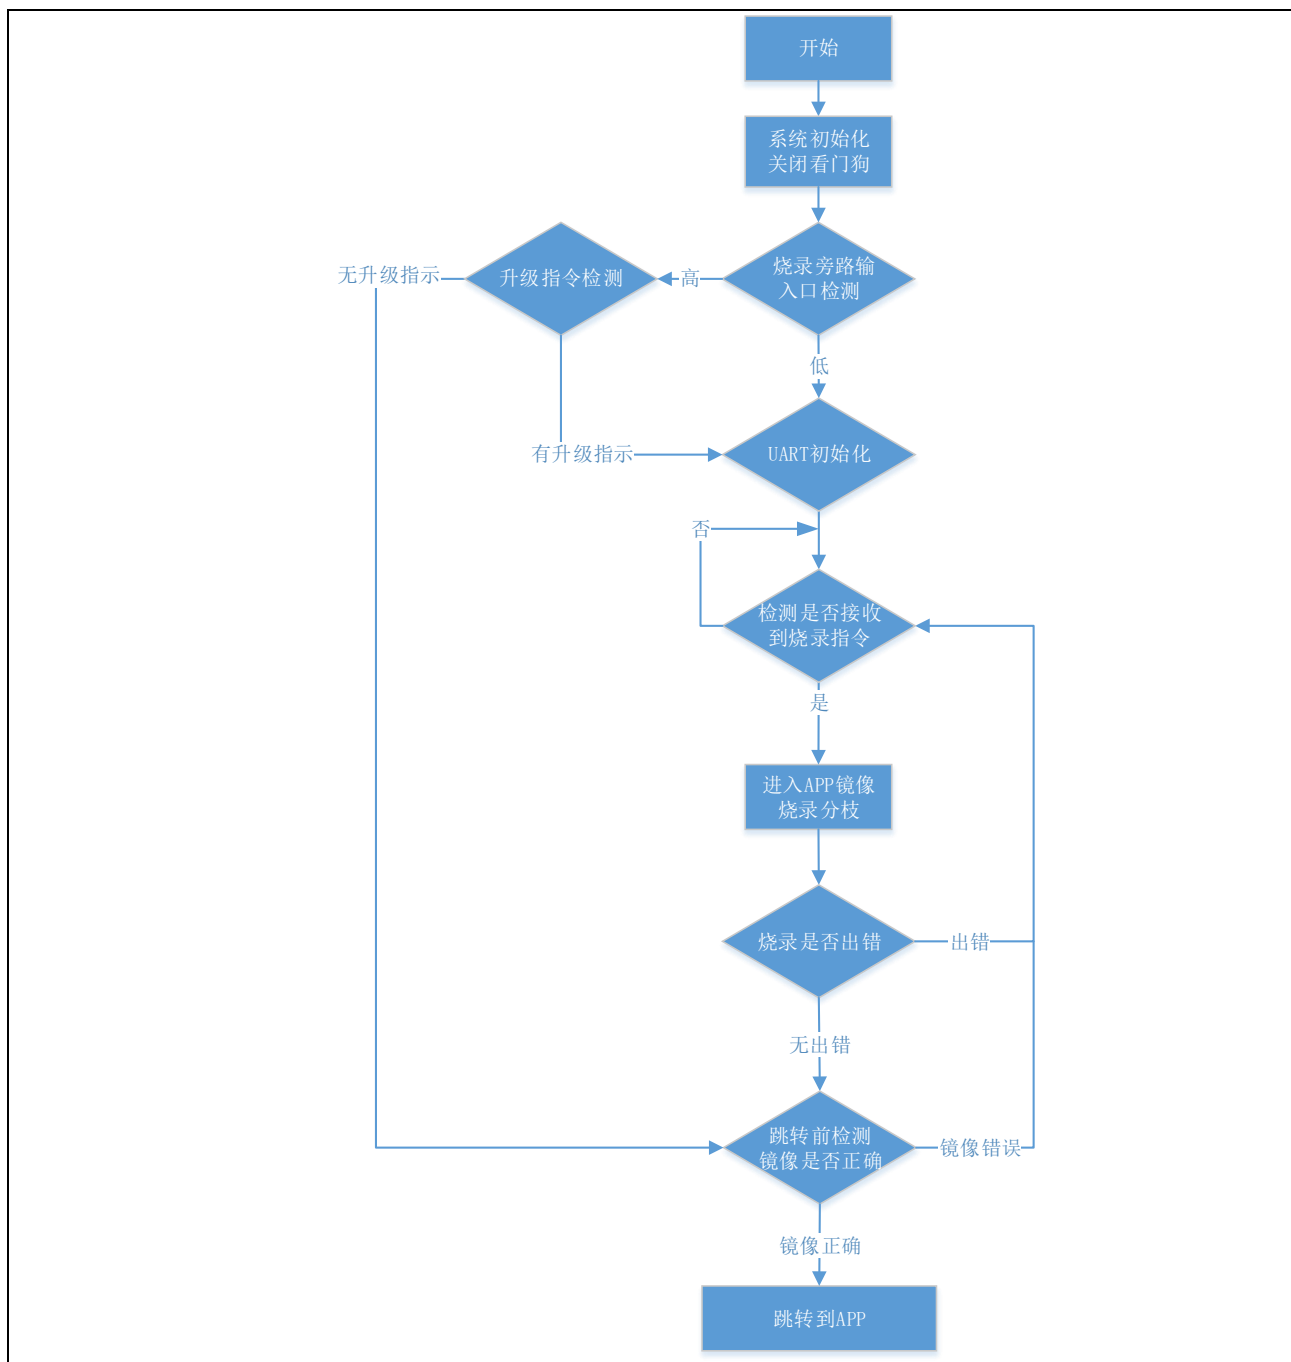 开始
系统初始化
关闭看门狗
烧录旁路输
入口检测
高
升级指令检测
无升级指示
低
有升级指示
UART初始化
否
检测是否接收
到烧录指令
是
进入APP镜像
烧录分枝
烧录是否出错
出错
无出错
跳转前检测
镜像是否正确
镜像错误
镜像正确
跳转到APP